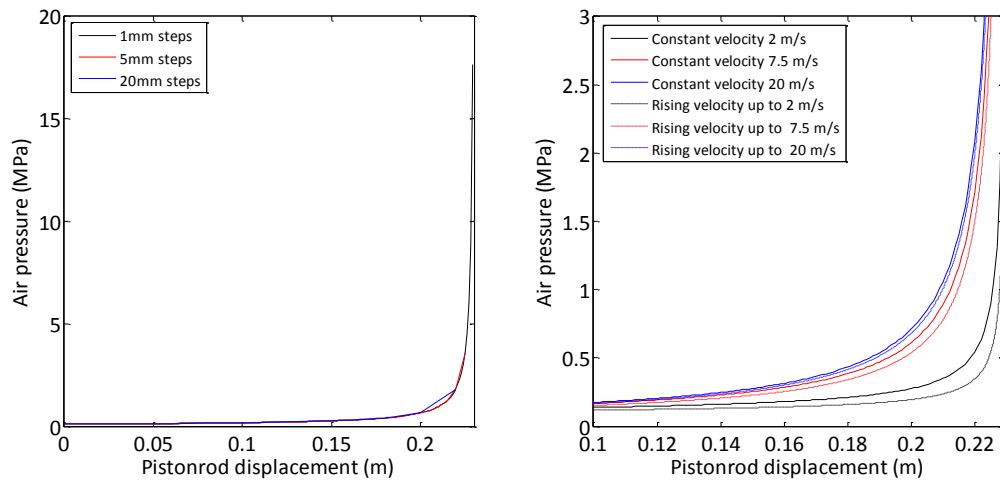 20
15
10
5
0
0
0.05
0.1
0.15
0.2
Air pressure (MPa)
Pistonrod displacement (m)
1mm steps
5mm steps
20mm steps
3
2.5
2
1.5
1
0.5
0
0.1
0.12
0.14
0.16
0.18
0.2
0.22
Air pressure (MPa)
Pistonrod displacement (m)
Constant velocity 2 m/s
Constant velocity 7.5 m/s
Constant velocity 20 m/s
Rising velocity up to 2 m/s
Rising velocity up to  7.5 m/s
Rising velocity up to 20 m/s